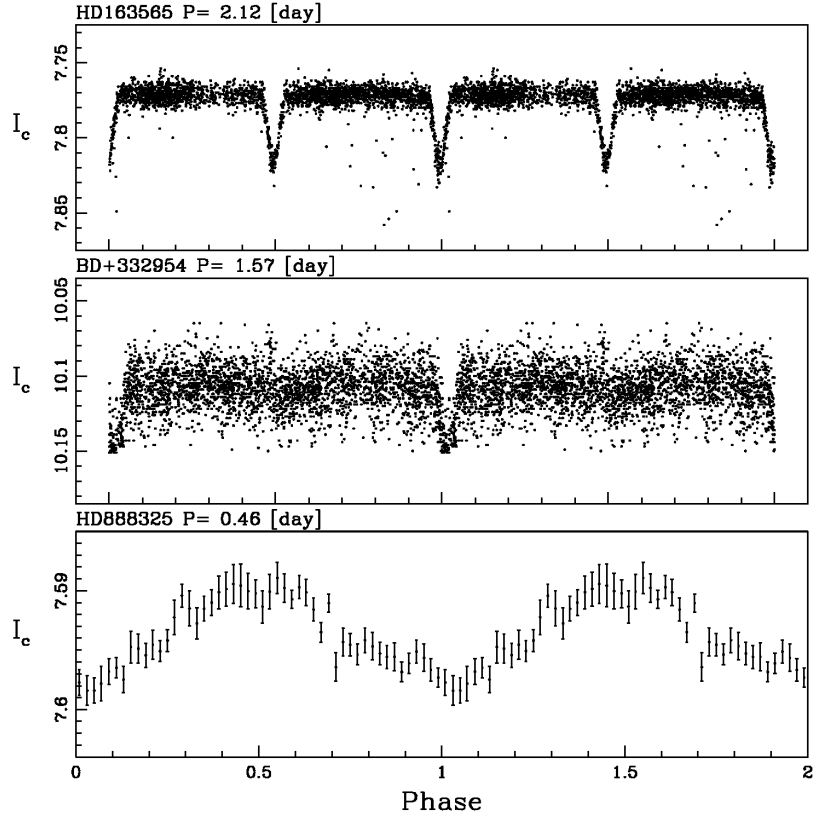 HD163565 P= 2.12 [day]
7.75
I_c 7.8
7.85
BD+332954 P= 1.57 [day]
10.05
I_c 10.1
10.15
HD888325 P= 0.46 [day]
7.59
I_c
7.6
0 0.5 1 1.5 2
Phase